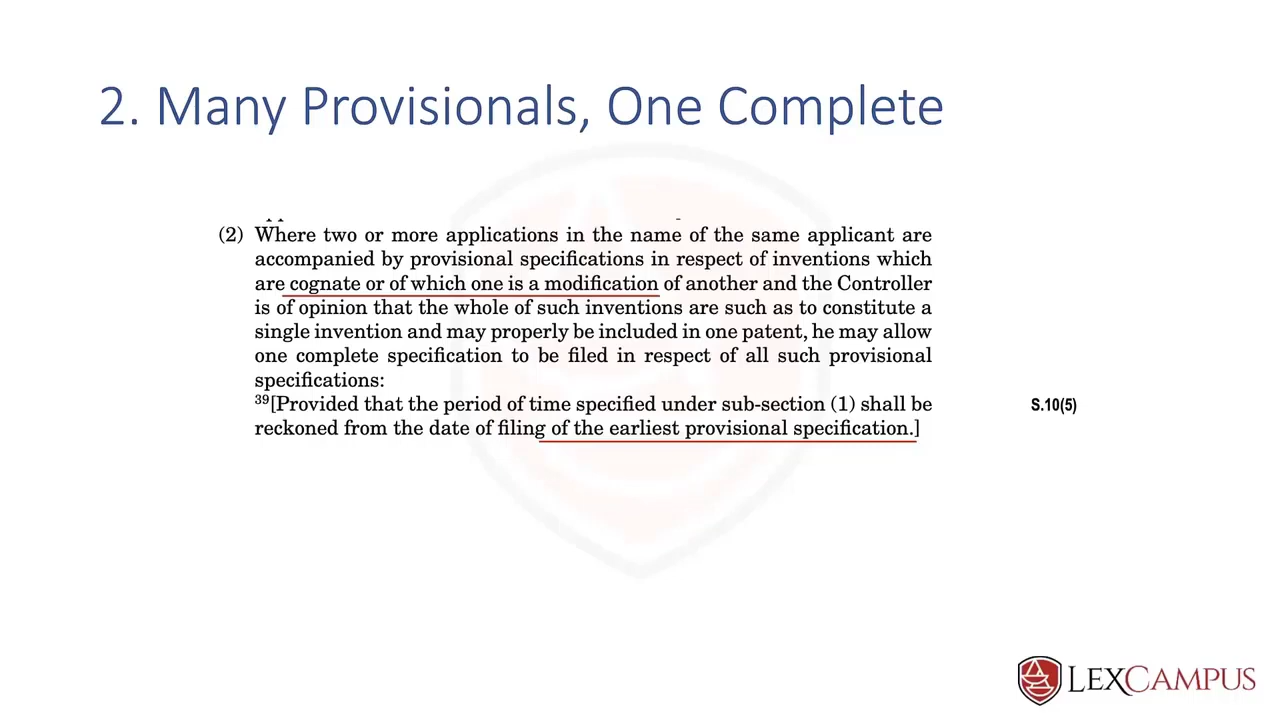 2. Many Provisionals, One Complete
(2) Where two or more applications in the name of the same applicant are
accompanied by provisional specifications in respect of inventions which
are cognate or of which one is a modification of another and the Controller
is of opinion that the whole of such inventions are such as to constitute a
single invention and may properly be included in one patent, he may allow
one complete specification to be filed in respect of all such provisional
specifications:
39[Provided that the period of time specified under sub-section (1) shall be
reckoned from the date of filing of the earliest provisional specification.]
S.10(5)
LEXCAMPUS